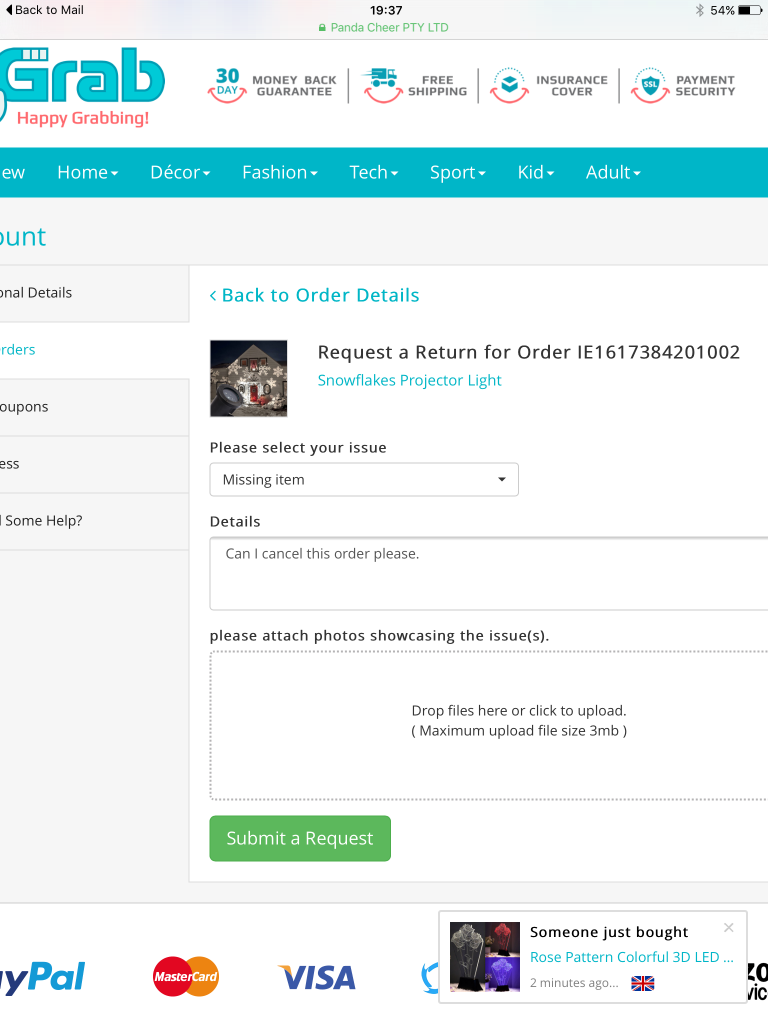 Back to Mail
19:37
54%
Panda Cheer PTY LTD
Grab
Happy Grabbing!
30 DAY
MONEY BACK GUARANTEE
FREE SHIPPING
INSURANCE COVER
SSL
PAYMENT SECURITY
ew Home Décor Fashion Tech Sport Kid Adult
ount
onal Details
rders
oupons
ess
Some Help?
Back to Order Details
Request a Return for Order IE1617384201002
Snowflakes Projector Light
Please select your issue
Missing item
Details
Can I cancel this order please.
please attach photos showcasing the issue(s).
Drop files here or click to upload.
( Maximum upload file size 3mb )
Submit a Request
yPal
MasterCard
VISA
Someone just bought
Rose Pattern Colorful 3D LED ...
2 minutes ago...
zo
vic